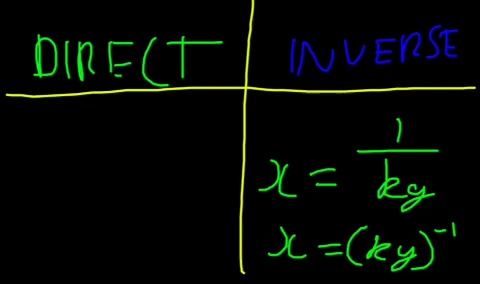 DIRECT
INVERSE
x = 1/ky
x = (ky)⁻¹